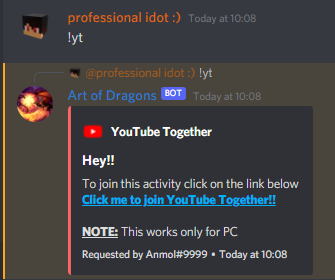 professional idot :) Today at 10:08
!yt
@professional idot :) !yt
Art of Dragons BOT Today at 10:08
YouTube Together
Hey!!
To join this activity click on the link below
Click me to join YouTube Together!!
NOTE: This works only for PC
Requested by Anmol#9999 • Today at 10:08